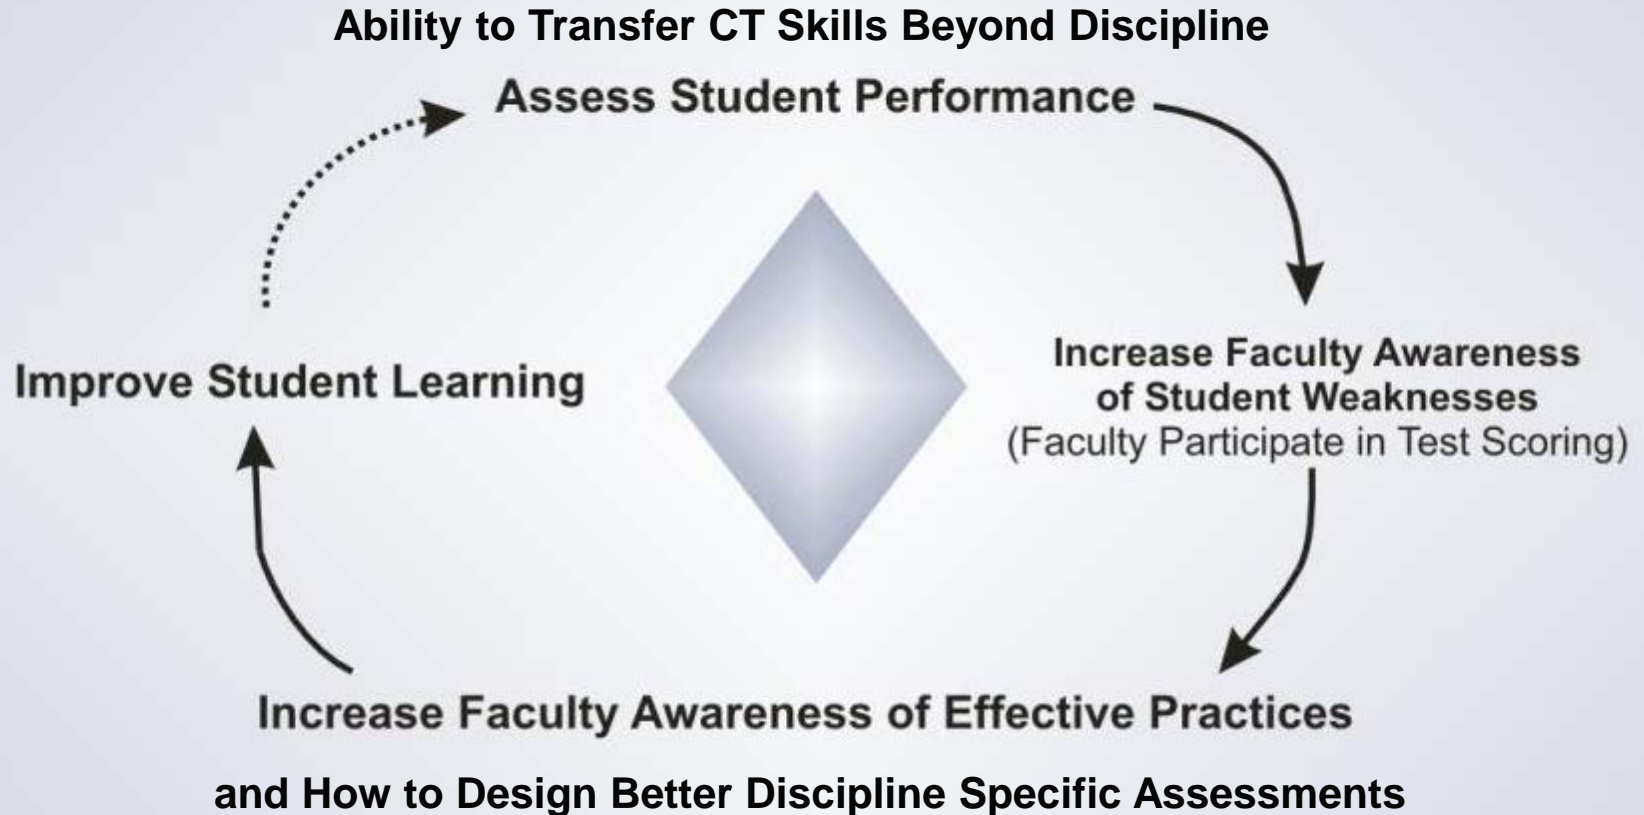 Ability to Transfer CT Skills Beyond Discipline
Assess Student Performance
Increase Faculty Awareness
of Student Weaknesses
(Faculty Participate in Test Scoring)
Improve Student Learning
Increase Faculty Awareness of Effective Practices
and How to Design Better Discipline Specific Assessments